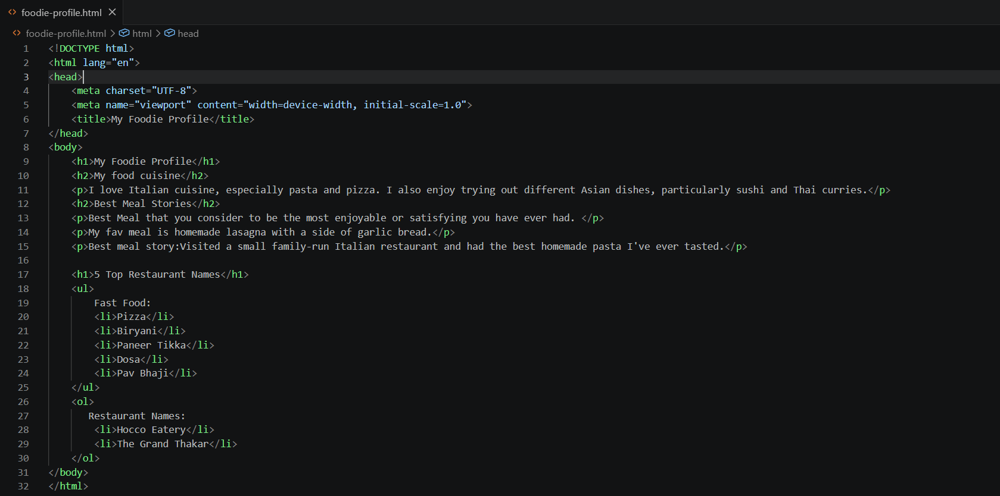 foodie-profile.html
foodie-profile.html > html > head
1 <!DOCTYPE html>
2 <html lang="en">
3 <head>
4     <meta charset="UTF-8">
5     <meta name="viewport" content="width=device-width, initial-scale=1.0">
6     <title>My Foodie Profile</title>
7 </head>
8 <body>
9     <h1>My Foodie Profile</h1>
10     <h2>My food cuisine</h2>
11     <p>I love Italian cuisine, especially pasta and pizza. I also enjoy trying out different Asian dishes, particularly sushi and Thai curries.</p>
12     <h2>Best Meal Stories</h2>
13     <p>Best Meal that you consider to be the most enjoyable or satisfying you have ever had. </p>
14     <p>My fav meal is homemade lasagna with a side of garlic bread.</p>
15     <p>Best meal story:Visited a small family-run Italian restaurant and had the best homemade pasta I've ever tasted.</p>
16
17     <h1>5 Top Restaurant Names</h1>
18     <ul>
19         Fast Food:
20         <li>Pizza</li>
21         <li>Biryani</li>
22         <li>Paneer Tikka</li>
23         <li>Dosa</li>
24         <li>Pav Bhaji</li>
25     </ul>
26     <ol>
27        Restaurant Names:
28         <li>Hocco Eatery</li>
29         <li>The Grand Thakar</li>
30     </ol>
31 </body>
32 </html>